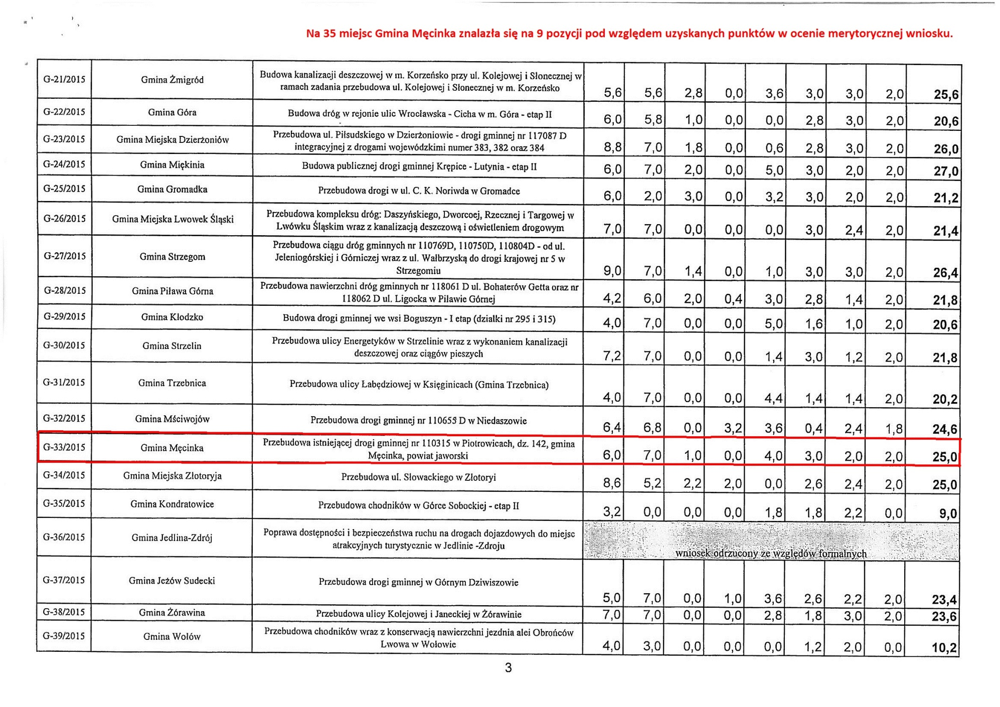 Na 35 miejsc Gmina Męcinka znalazła się na 9 pozycji pod względem uzyskanych punktów w ocenie merytorycznej wniosku.
G-21/2015 Gmina Żmigród Budowa kanalizacji deszczowej w m. Korzeńsko przy ul. Kolejowej i Słonecznej w
ramach zadania przebudowa ul. Kolejowej i Słonecznej w m. Korzeńsko
5,6 5,6 2,8 0,0 3,6 3,0 3,0 2,0 25,6
G-22/2015 Gmina Góra Budowa dróg w rejonie ulic Wrocławska - Cicha w m. Góra - etap II
6,0 5,8 1,0 0,0 0,0 2,8 3,0 2,0 20,6
G-23/2015 Gmina Miejska Dzierżoniów Przebudowa ul. Piłsudskiego w Dzierżoniowie - drogi gminnej nr 117087 D
integracyjnej z drogami wojewódzkimi numer 383, 382 oraz 384
8,8 7,0 1,8 0,0 0,6 2,8 3,0 2,0 26,0
G-24/2015 Gmina Miękinia Budowa publicznej drogi gminnej Krępice - Lutynia - etap II
6,0 7,0 2,0 0,0 5,0 3,0 2,0 2,0 27,0
G-25/2015 Gmina Gromadka Przebudowa drogi w ul. C. K. Noriwda w Gromadce
6,0 2,0 3,0 0,0 3,2 3,0 2,0 2,0 21,2
G-26/2015 Gmina Miejska Lwowek Śląski Przebudowa kompleksu dróg: Daszyńskiego, Dworcoej, Rzecznej i Targowej w
Lwówku Śląskim wraz z kanalizacją deszczową i oświetleniem drogowym
7,0 7,0 0,0 0,0 0,0 3,0 2,4 2,0 21,4
G-27/2015 Gmina Strzegom Przebudowa ciągu dróg gminnych nr 110769D, 110750D, 110804D - od ul.
Jeleniogórskiej i Górniczej wraz z ul. Wałbrzyską do drogi krajowej nr 5 w
Strzegomiu
9,0 7,0 1,4 0,0 1,0 3,0 3,0 2,0 26,4
G-28/2015 Gmina Piława Górna Przebudowa nawierzchni dróg gminnych nr 118061 D ul. Bohaterów Getta oraz nr
118062 D ul. Ligocka w Piławie Górnej
4,2 6,0 2,0 0,4 3,0 2,8 1,4 2,0 21,8
G-29/2015 Gmina Kłodzko Budowa drogi gminnej we wsi Boguszyn - I etap (działki nr 295 i 315)
4,0 7,0 0,0 0,0 5,0 1,6 1,0 2,0 20,6
G-30/2015 Gmina Strzelin Przebudowa ulicy Energetyków w Strzelinie wraz z wykonaniem kanalizacji
deszczowej oraz ciągów pieszych
7,2 7,0 0,0 0,0 1,4 3,0 1,2 2,0 21,8
G-31/2015 Gmina Trzebnica Przebudowa ulicy Łabędziowej w Księginicach (Gmina Trzebnica)
4,0 7,0 0,0 0,0 4,4 1,4 1,4 2,0 20,2
G-32/2015 Gmina Mściwojów Przebudowa drogi gminnej nr 110655 D w Niedaszowie
6,4 6,8 0,0 3,2 3,6 0,4 2,4 1,8 24,6
G-33/2015 Gmina Męcinka Przebudowa istniejącej drogi gminnej nr 110315 w Piotrowicach, dz. 142, gmina
Męcinka, powiat jaworski
6,0 7,0 1,0 0,0 4,0 3,0 2,0 2,0 25,0
G-34/2015 Gmina Miejska Złotoryja Przebudowa ul. Słowackiego w Złotoryi
8,6 5,2 2,2 2,0 0,0 2,6 2,4 2,0 25,0
G-35/2015 Gmina Kondratowice Przebudowa chodników w Górce Sobockiej - etap II
3,2 0,0 0,0 0,0 1,8 1,8 2,2 0,0 9,0
G-36/2015 Gmina Jedlina-Zdrój Poprawa dostępności i bezpieczeństwa ruchu na drogach dojazdowych do miejsc
atrakcyjnych turystycznie w Jedlinie -Zdroju
wniosek odrzucony ze względów formalnych
G-37/2015 Gmina Jeżów Sudecki Przebudowa drogi gminnej w Górnym Dziwiszowie
5,0 7,0 0,0 1,0 3,6 2,6 2,2 2,0 23,4
G-38/2015 Gmina Żórawina Przebudowa ulicy Kolejowej i Janeckiej w Żórawinie
7,0 7,0 0,0 0,0 2,8 1,8 3,0 2,0 23,6
G-39/2015 Gmina Wołów Przebudowa chodników wraz z konserwacją nawierzchni jezdnia alei Obrońców
Lwowa w Wołowie
4,0 3,0 0,0 0,0 0,0 1,2 2,0 0,0 10,2
3